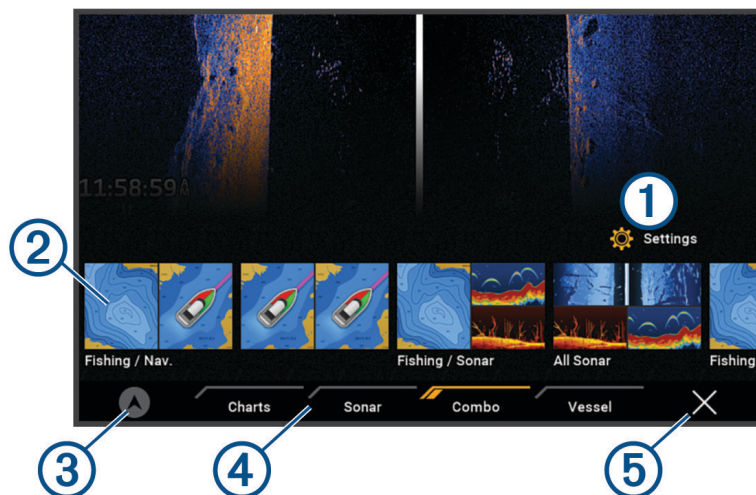 1
11:58:59
Settings
2
Fishing / Nav.
Fishing / Sonar
All Sonar
Fishing
Charts
Sonar
Combo
Vessel
3
4
5